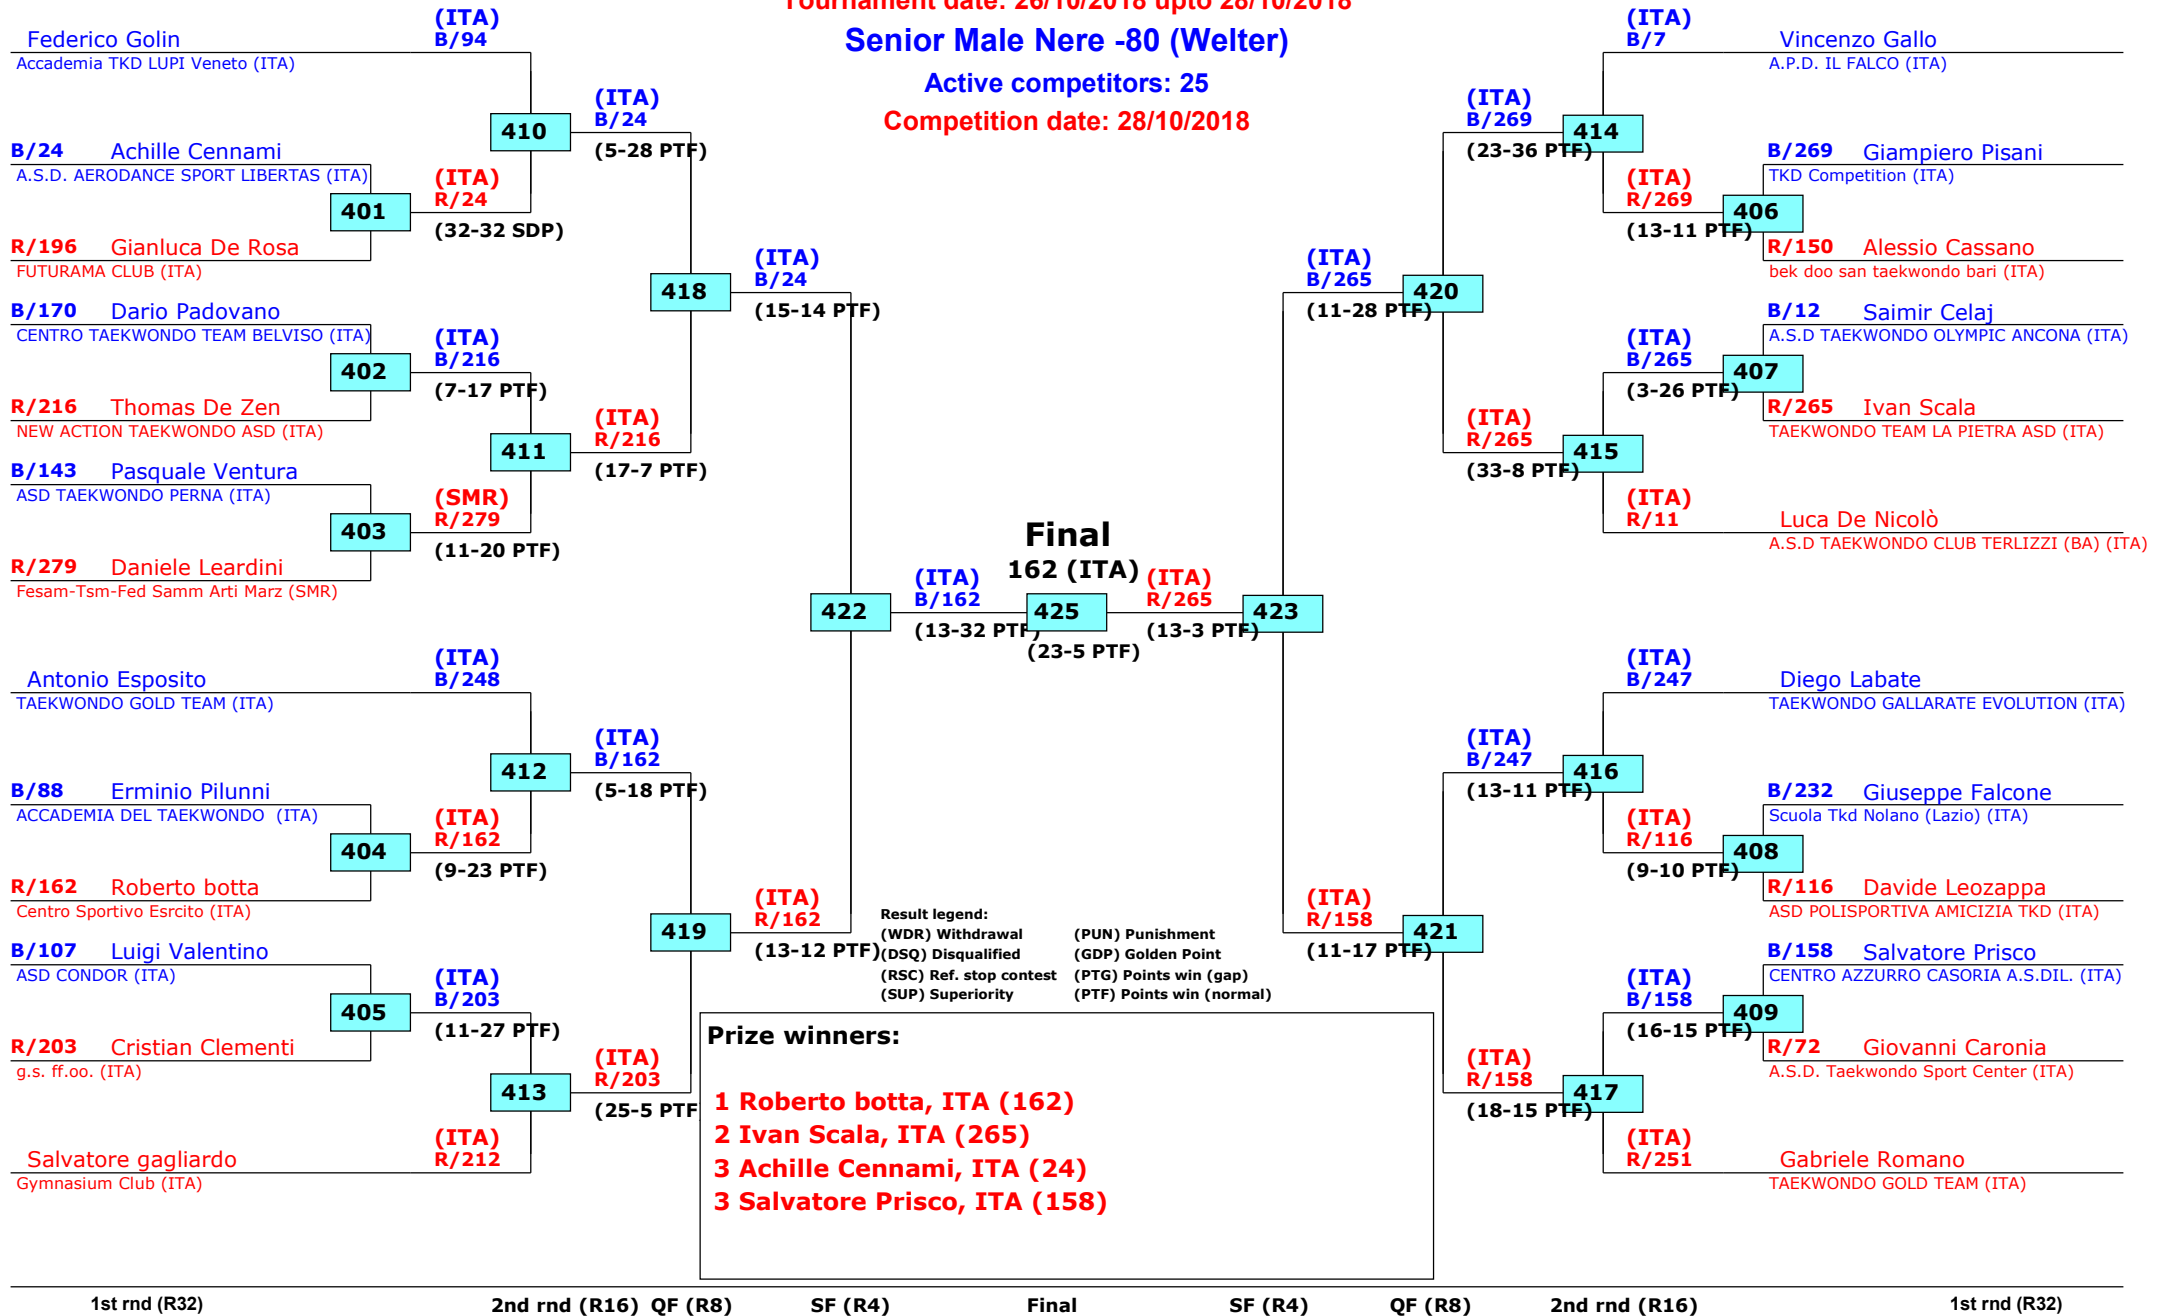 Tournament date: 26/10/2018 upto 28/10/2018
Senior Male Nere -80 (Welter)
Active competitors: 25
Competition date: 28/10/2018
(ITA)
Federico Golin B/94
Accademia TKD LUPI Veneto (ITA)
410
(ITA)
B/24
(5-28 PTF)
B/24 Achille Cennami
A.S.D. AERODANCE SPORT LIBERTAS (ITA)
401
(ITA)
R/24
(32-32 SDP)
R/196 Gianluca De Rosa
FUTURAMA CLUB (ITA)
418
(ITA)
B/24
(15-14 PTF)
B/170 Dario Padovano
CENTRO TAEKWONDO TEAM BELVISO (ITA)
402
(ITA)
B/216
(7-17 PTF)
R/216 Thomas De Zen
NEW ACTION TAEKWONDO ASD (ITA)
411
(ITA)
R/216
(17-7 PTF)
B/143 Pasquale Ventura
ASD TAEKWONDO PERNA (ITA)
403
(SMR)
R/279
(11-20 PTF)
R/279 Daniele Leardini
Fesam-Tsm-Fed Samm Arti Marz (SMR)
422
(ITA)
B/162
(13-32 PTF)
Final
162 (ITA)
425
(23-5 PTF)
(ITA)
R/265
(13-3 PTF)
423
(ITA)
Antonio Esposito B/248
TAEKWONDO GOLD TEAM (ITA)
412
(ITA)
B/162
(5-18 PTF)
B/88 Erminio Pilunni
ACCADEMIA DEL TAEKWONDO (ITA)
404
(ITA)
R/162
(9-23 PTF)
R/162 Roberto botta
Centro Sportivo Esrcito (ITA)
419
(ITA)
R/162
(13-12 PTF)
B/107 Luigi Valentino
ASD CONDOR (ITA)
405
(ITA)
B/203
(11-27 PTF)
R/203 Cristian Clementi
g.s. ff.oo. (ITA)
413
(ITA)
R/203
(25-5 PTF
(ITA)
Salvatore gagliardo R/212
Gymnasium Club (ITA)
(ITA)
B/7 Vincenzo Gallo
A.P.D. IL FALCO (ITA)
(ITA)
B/269
(23-36 PTF)
414
B/269 Giampiero Pisani
TKD Competition (ITA)
(ITA)
R/269
(13-11 PTF)
406
R/150 Alessio Cassano
bek doo san taekwondo bari (ITA)
(ITA)
B/265
(11-28 PTF)
420
B/12 Saimir Celaj
A.S.D TAEKWONDO OLYMPIC ANCONA (ITA)
(ITA)
B/265
(3-26 PTF)
407
R/265 Ivan Scala
TAEKWONDO TEAM LA PIETRA ASD (ITA)
(ITA)
R/265
(33-8 PTF)
415
(ITA)
R/11 Luca De Nicolò
A.S.D TAEKWONDO CLUB TERLIZZI (BA) (ITA)
(ITA)
B/247 Diego Labate
TAEKWONDO GALLARATE EVOLUTION (ITA)
(ITA)
B/247
(13-11 PTF)
416
B/232 Giuseppe Falcone
Scuola Tkd Nolano (Lazio) (ITA)
(ITA)
R/116
(9-10 PTF)
408
R/116 Davide Leozappa
ASD POLISPORTIVA AMICIZIA TKD (ITA)
(ITA)
R/158
(11-17 PTF)
421
B/158 Salvatore Prisco
CENTRO AZZURRO CASORIA A.S.DIL. (ITA)
(ITA)
B/158
(16-15 PTF)
409
R/72 Giovanni Caronia
A.S.D. Taekwondo Sport Center (ITA)
(ITA)
R/158
(18-15 PTF)
417
(ITA)
R/251 Gabriele Romano
TAEKWONDO GOLD TEAM (ITA)
Result legend:
(WDR) Withdrawal (PUN) Punishment
(DSQ) Disqualified (GDP) Golden Point
(RSC) Ref. stop contest (PTG) Points win (gap)
(SUP) Superiority (PTF) Points win (normal)
Prize winners:
1 Roberto botta, ITA (162)
2 Ivan Scala, ITA (265)
3 Achille Cennami, ITA (24)
3 Salvatore Prisco, ITA (158)
1st rnd (R32) 2nd rnd (R16) QF (R8) SF (R4) Final SF (R4) QF (R8) 2nd rnd (R16) 1st rnd (R32)